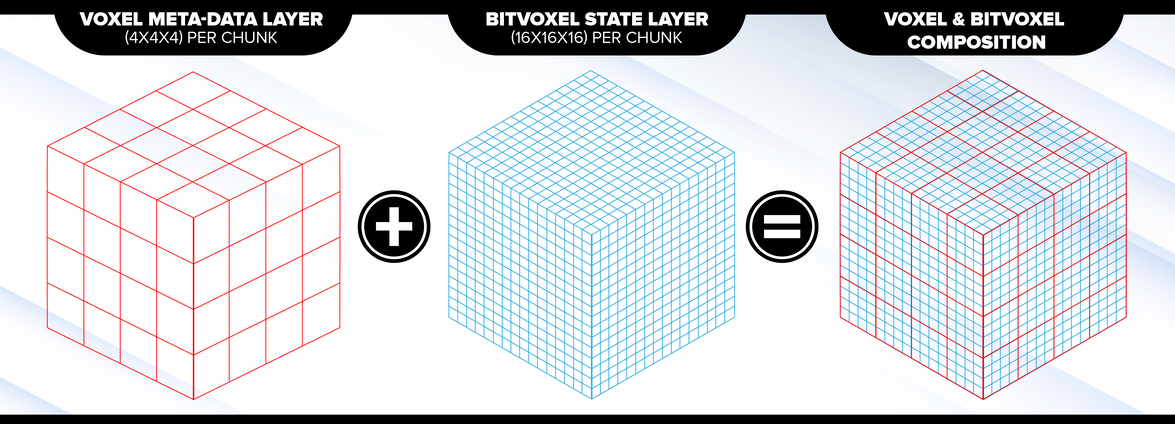 VOXEL META-DATA LAYER
(4X4X4) PER CHUNK
BITVOXEL STATE LAYER
(16X16X16) PER CHUNK
VOXEL & BITVOXEL
COMPOSITION